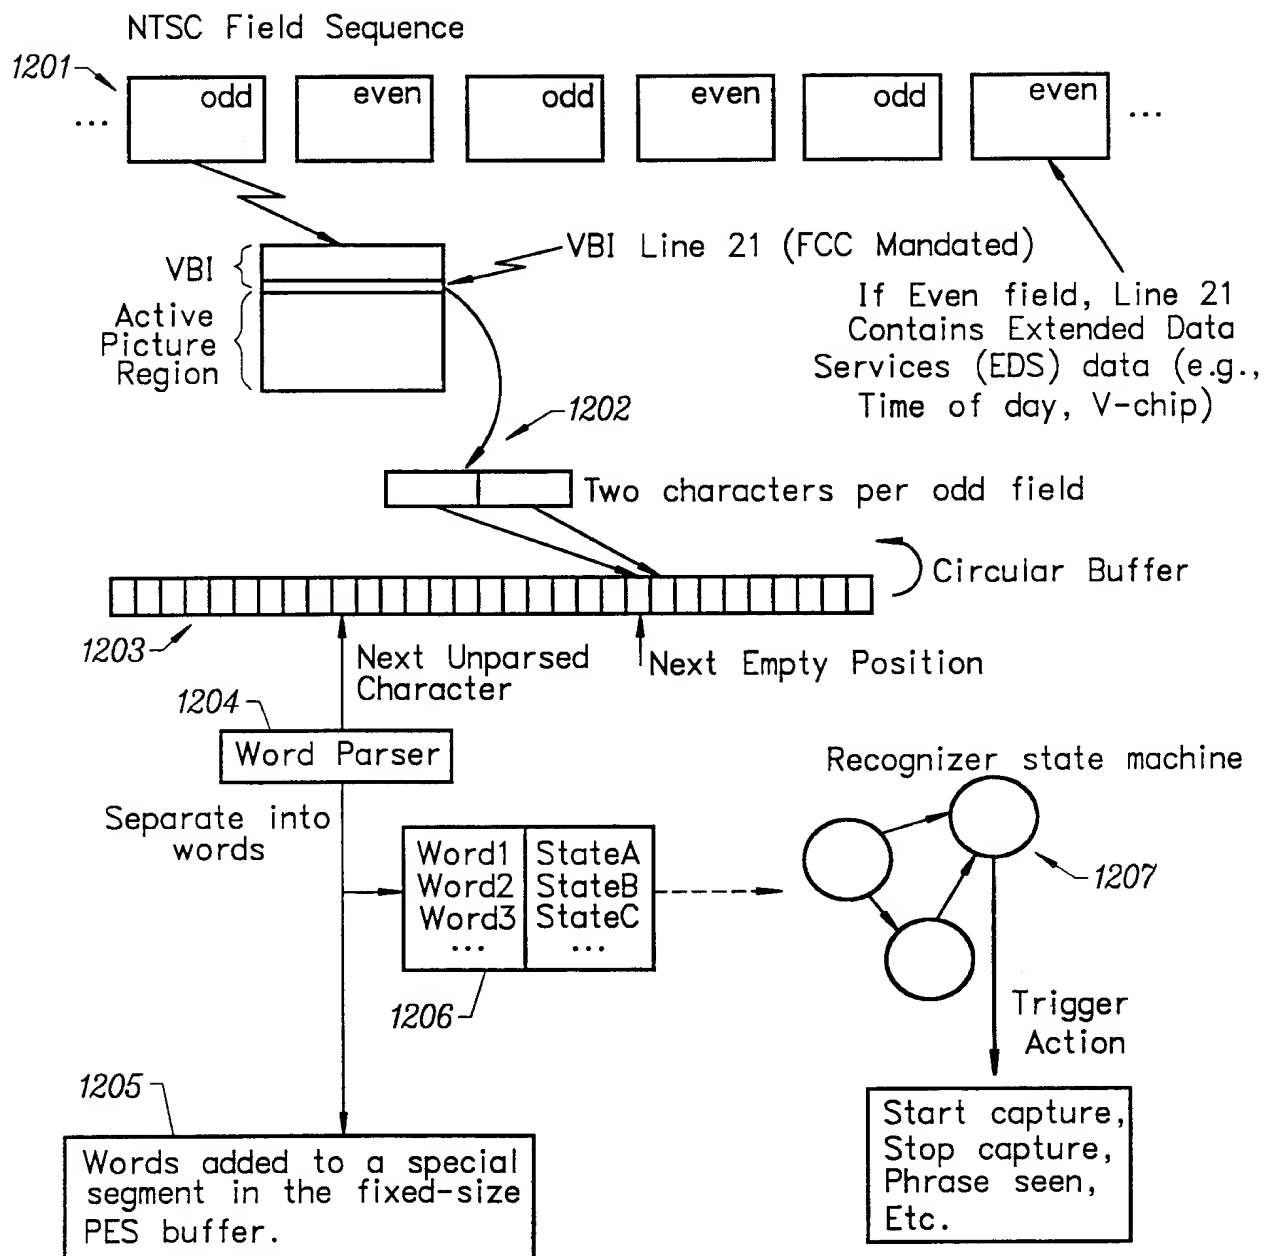 NTSC Field Sequence
1201
...
odd
even
odd
even
odd
even
...
VBI
VBI Line 21 (FCC Mandated)
Active
Picture
Region
If Even field, Line 21
Contains Extended Data
Services (EDS) data (e.g.,
Time of day, V-chip)
1202
Two characters per odd field
Circular Buffer
1203
Next Unparsed
Character
Next Empty Position
1204
Word Parser
Separate into
words
Word1 StateA
Word2 StateB
Word3 StateC
... ...
1206
Recognizer state machine
1207
Trigger
Action
1205
Words added to a special
segment in the fixed-size
PES buffer.
Start capture,
Stop capture,
Phrase seen,
Etc.